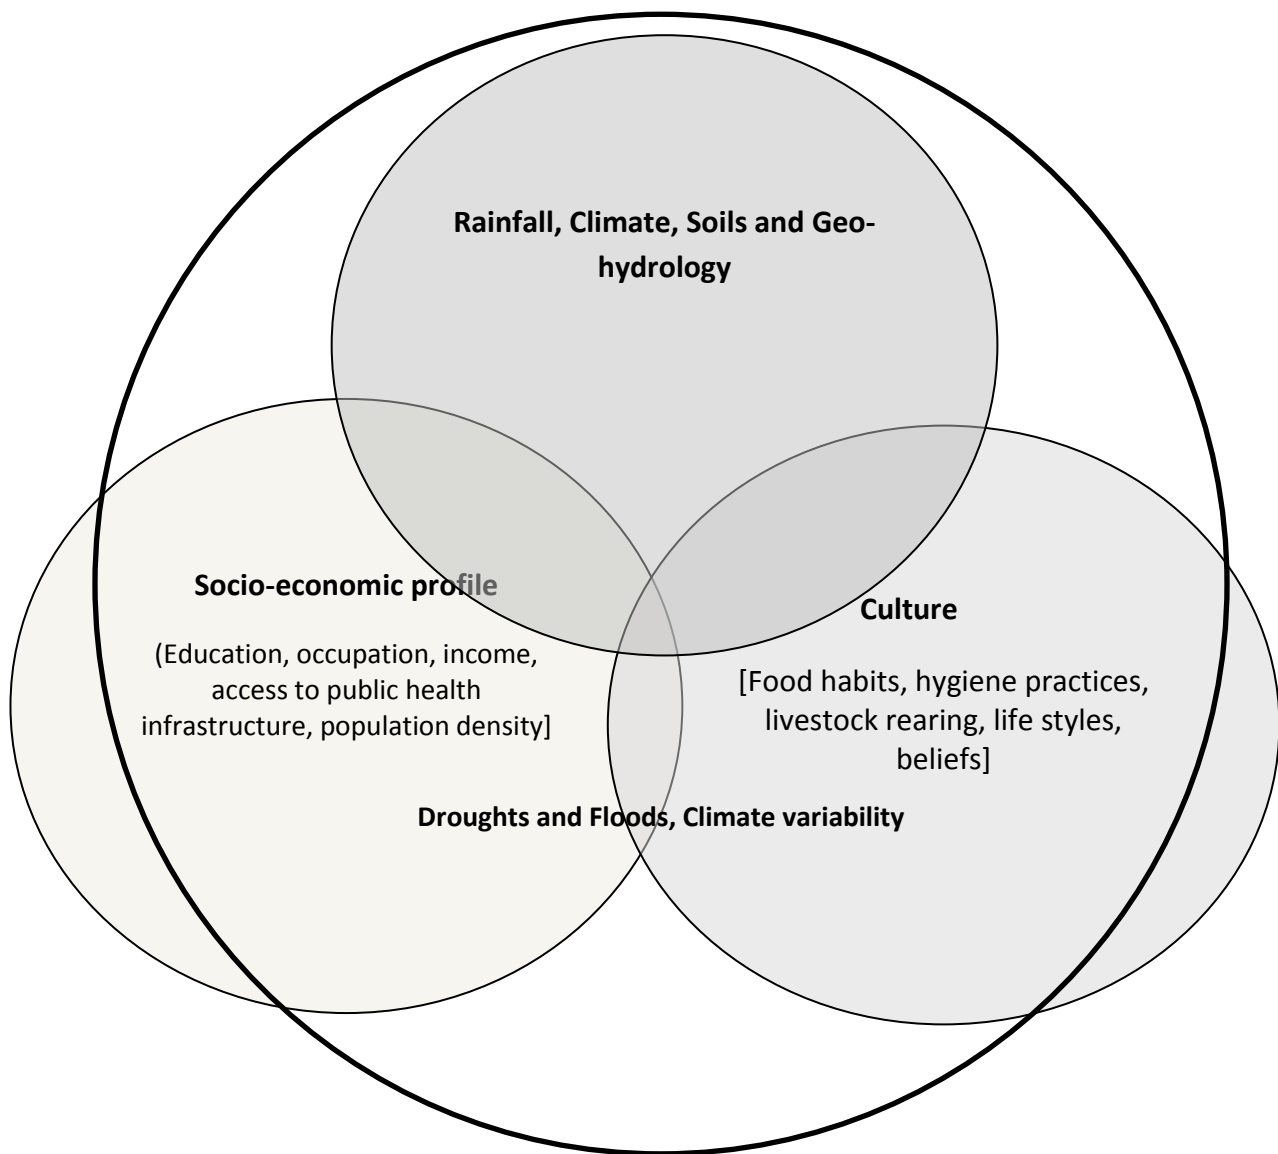 Rainfall, Climate, Soils and Geo-
hydrology
Socio-economic profile
(Education, occupation, income,
access to public health
infrastructure, population density]
Culture
[Food habits, hygiene practices,
livestock rearing, life styles,
beliefs]
Droughts and Floods, Climate variability